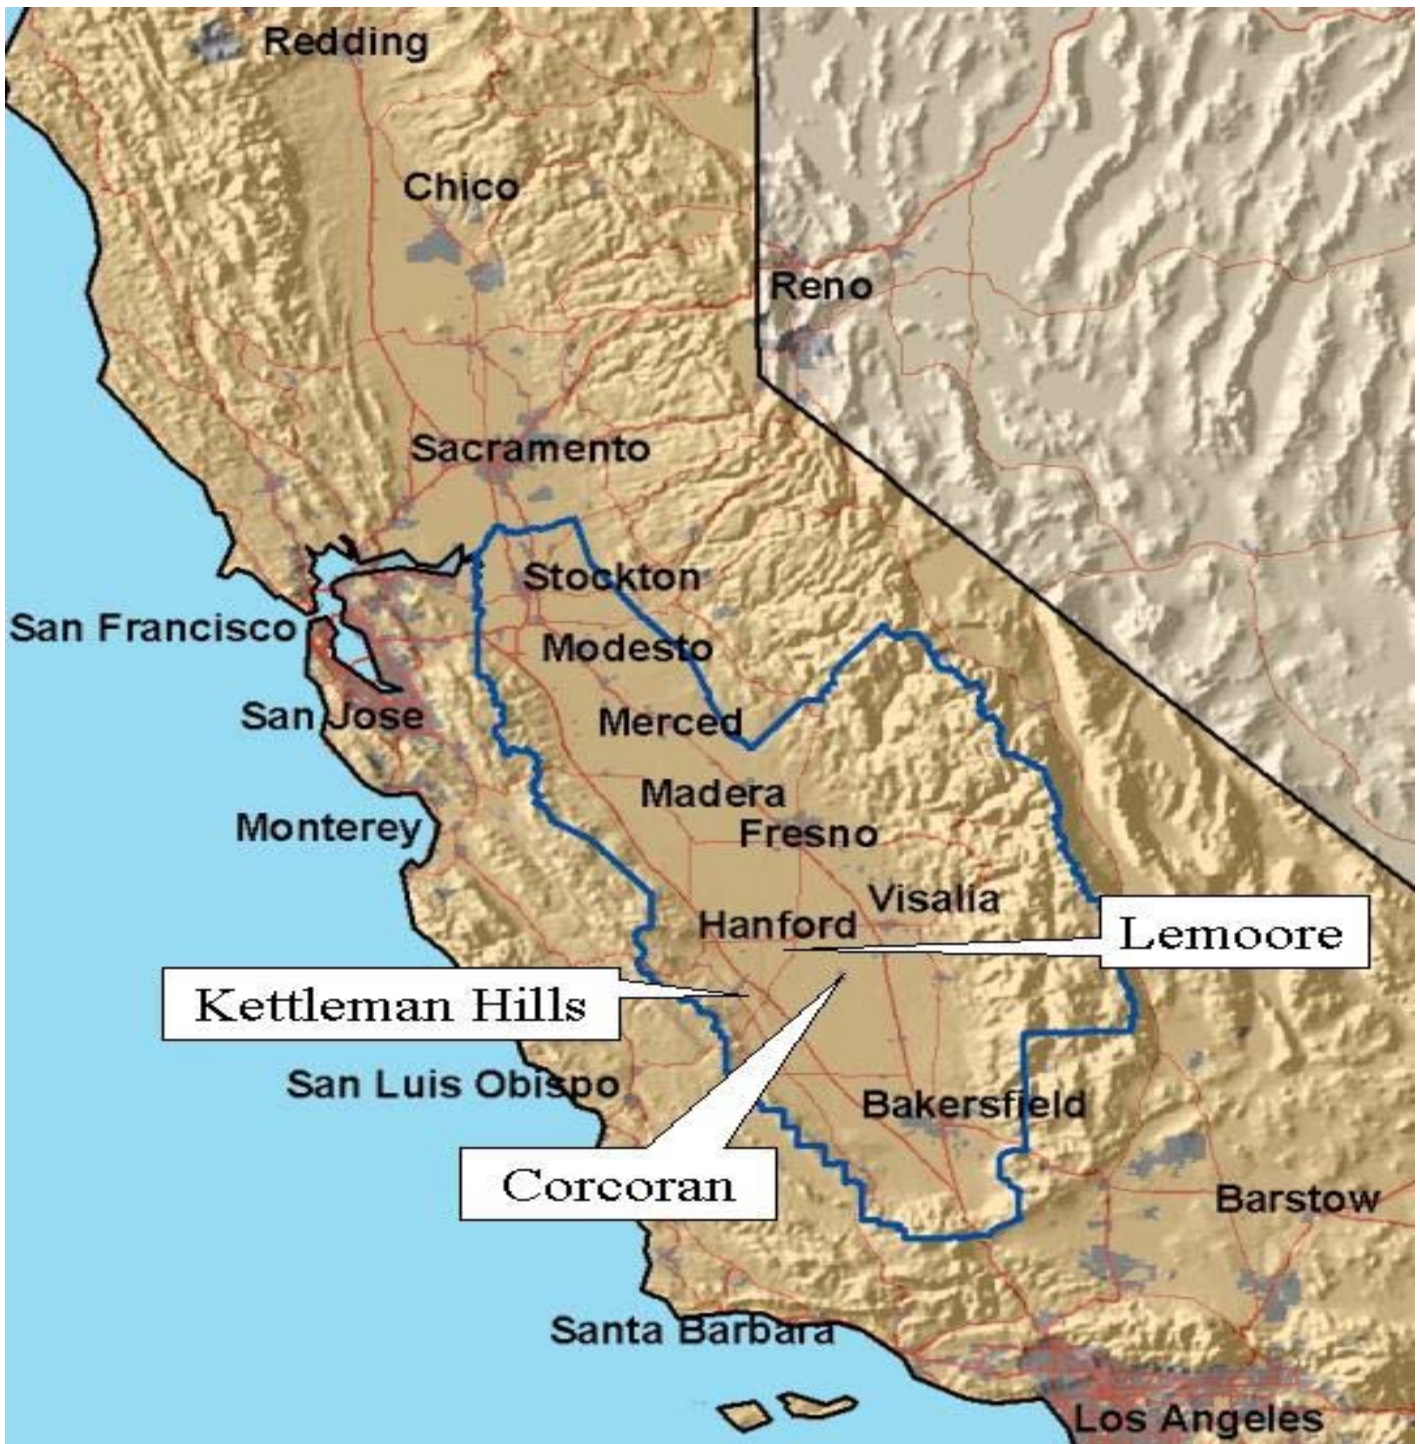 Redding
Chico
Reno
Sacramento
Stockton
San Francisco
Modesto
San Jose
Merced
Madera
Monterey
Fresno
Visalia
Hanford
Lemoore
Kettleman Hills
San Luis Obispo
Bakersfield
Corcoran
Barstow
Santa Barbara
Los Angeles